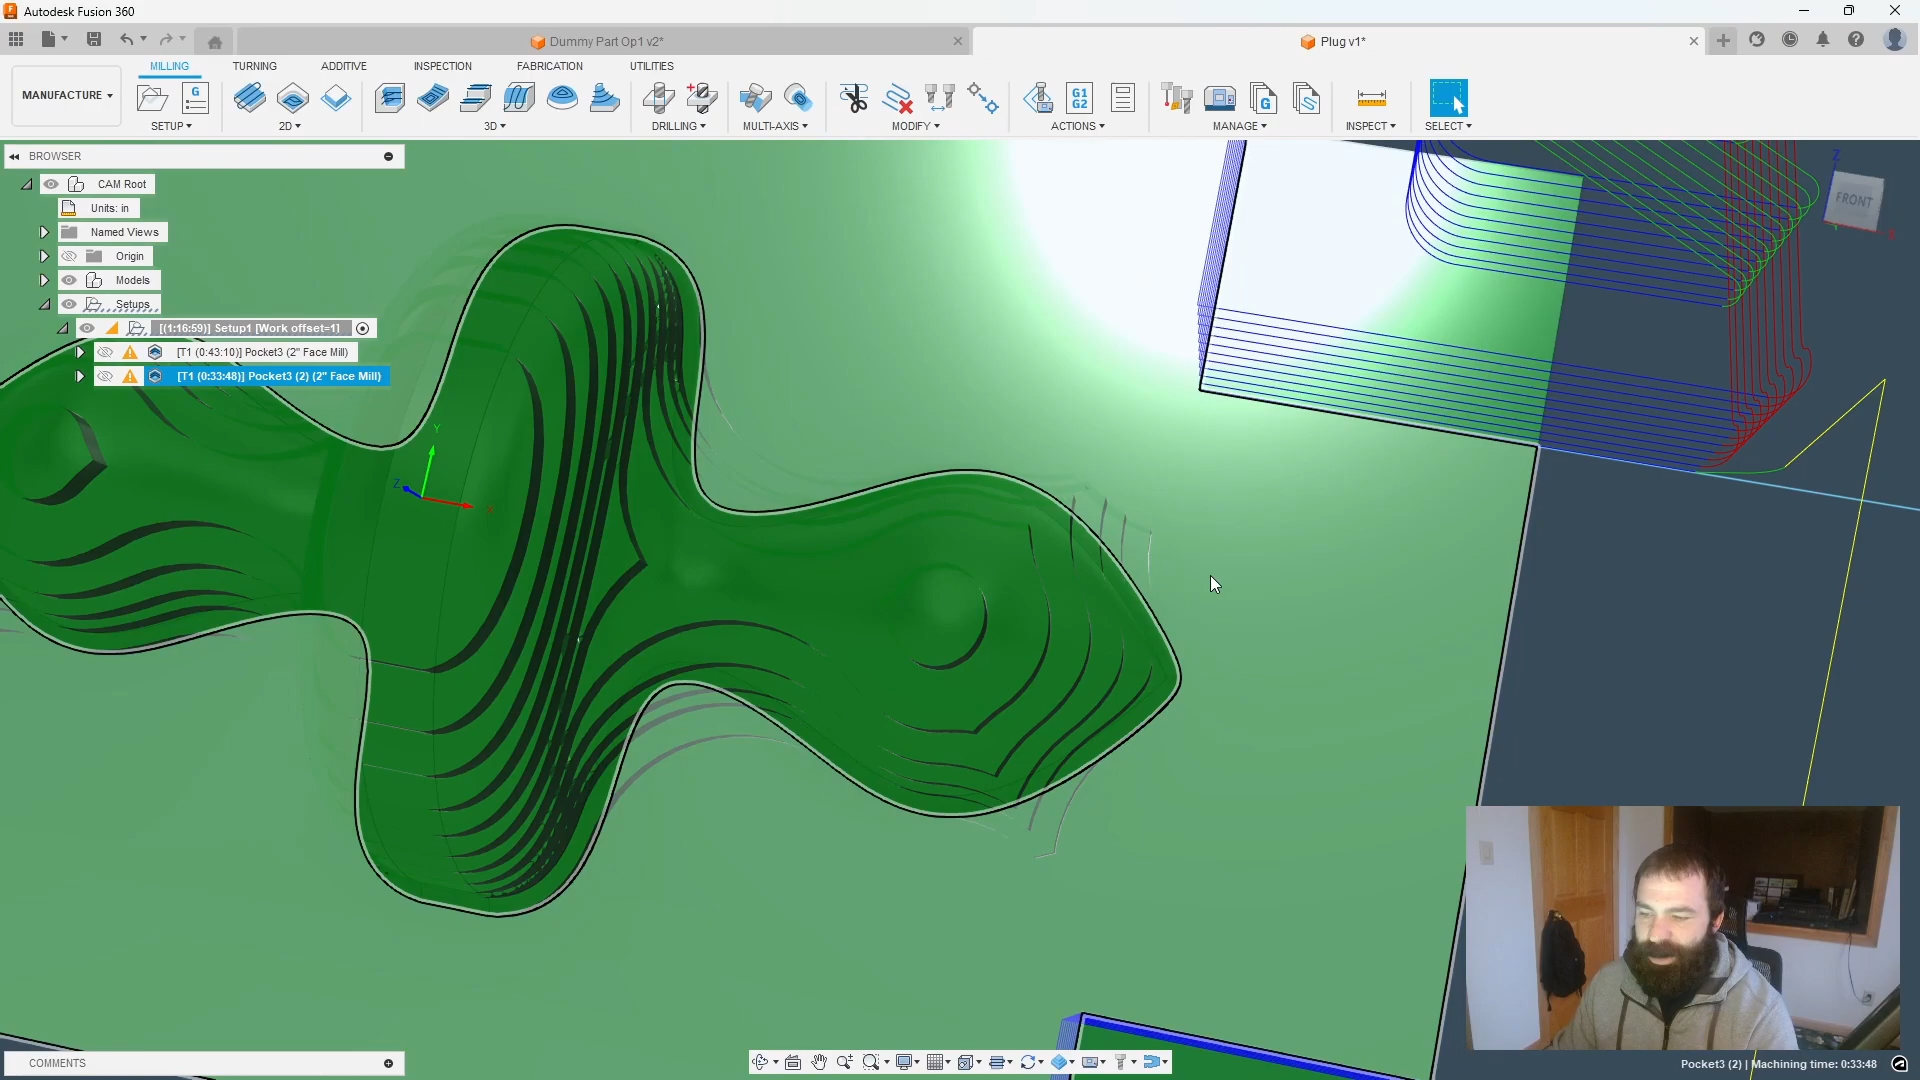 Autodesk Fusion 360
Dummy Part Op1 v2*
Plug v1*
MILLING
TURNING
ADDITIVE
INSPECTION
FABRICATION
UTILITIES
MANUFACTURE
G
G1
G2
G
SETUP
2D
3D
DRILLING
MULTI-AXIS
MODIFY
ACTIONS
MANAGE
INSPECT
SELECT
BROWSER
CAM Root
Units: in
Named Views
Origin
Models
Setups
[(1:16:59)] Setup1 [Work offset=1]
[T1 (0:43:10)] Pocket3 (2" Face Mill)
[T1 (0:33:48)] Pocket3 (2) (2" Face Mill)
Z
FRONT
X
Y
Z
X
COMMENTS
Pocket3 (2) | Machining time: 0:33:48